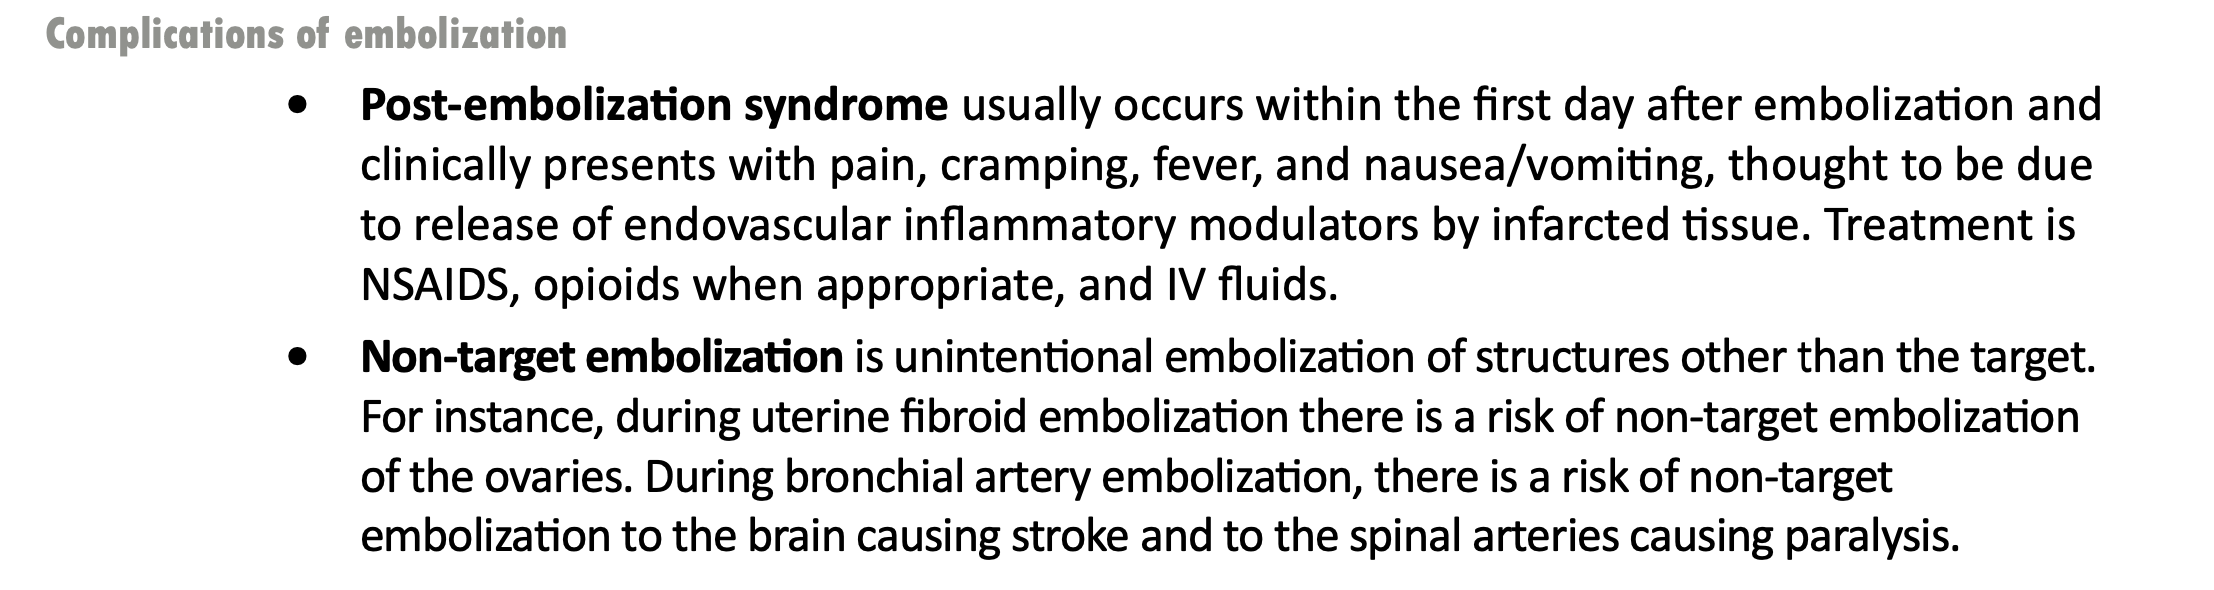 Complications of embolization
• Post-embolization syndrome usually occurs within the first day after embolization and
clinically presents with pain, cramping, fever, and nausea/vomiting, thought to be due
to release of endovascular inflammatory modulators by infarcted tissue. Treatment is
NSAIDS, opioids when appropriate, and IV fluids.
• Non-target embolization is unintentional embolization of structures other than the target.
For instance, during uterine fibroid embolization there is a risk of non-target embolization
of the ovaries. During bronchial artery embolization, there is a risk of non-target
embolization to the brain causing stroke and to the spinal arteries causing paralysis.